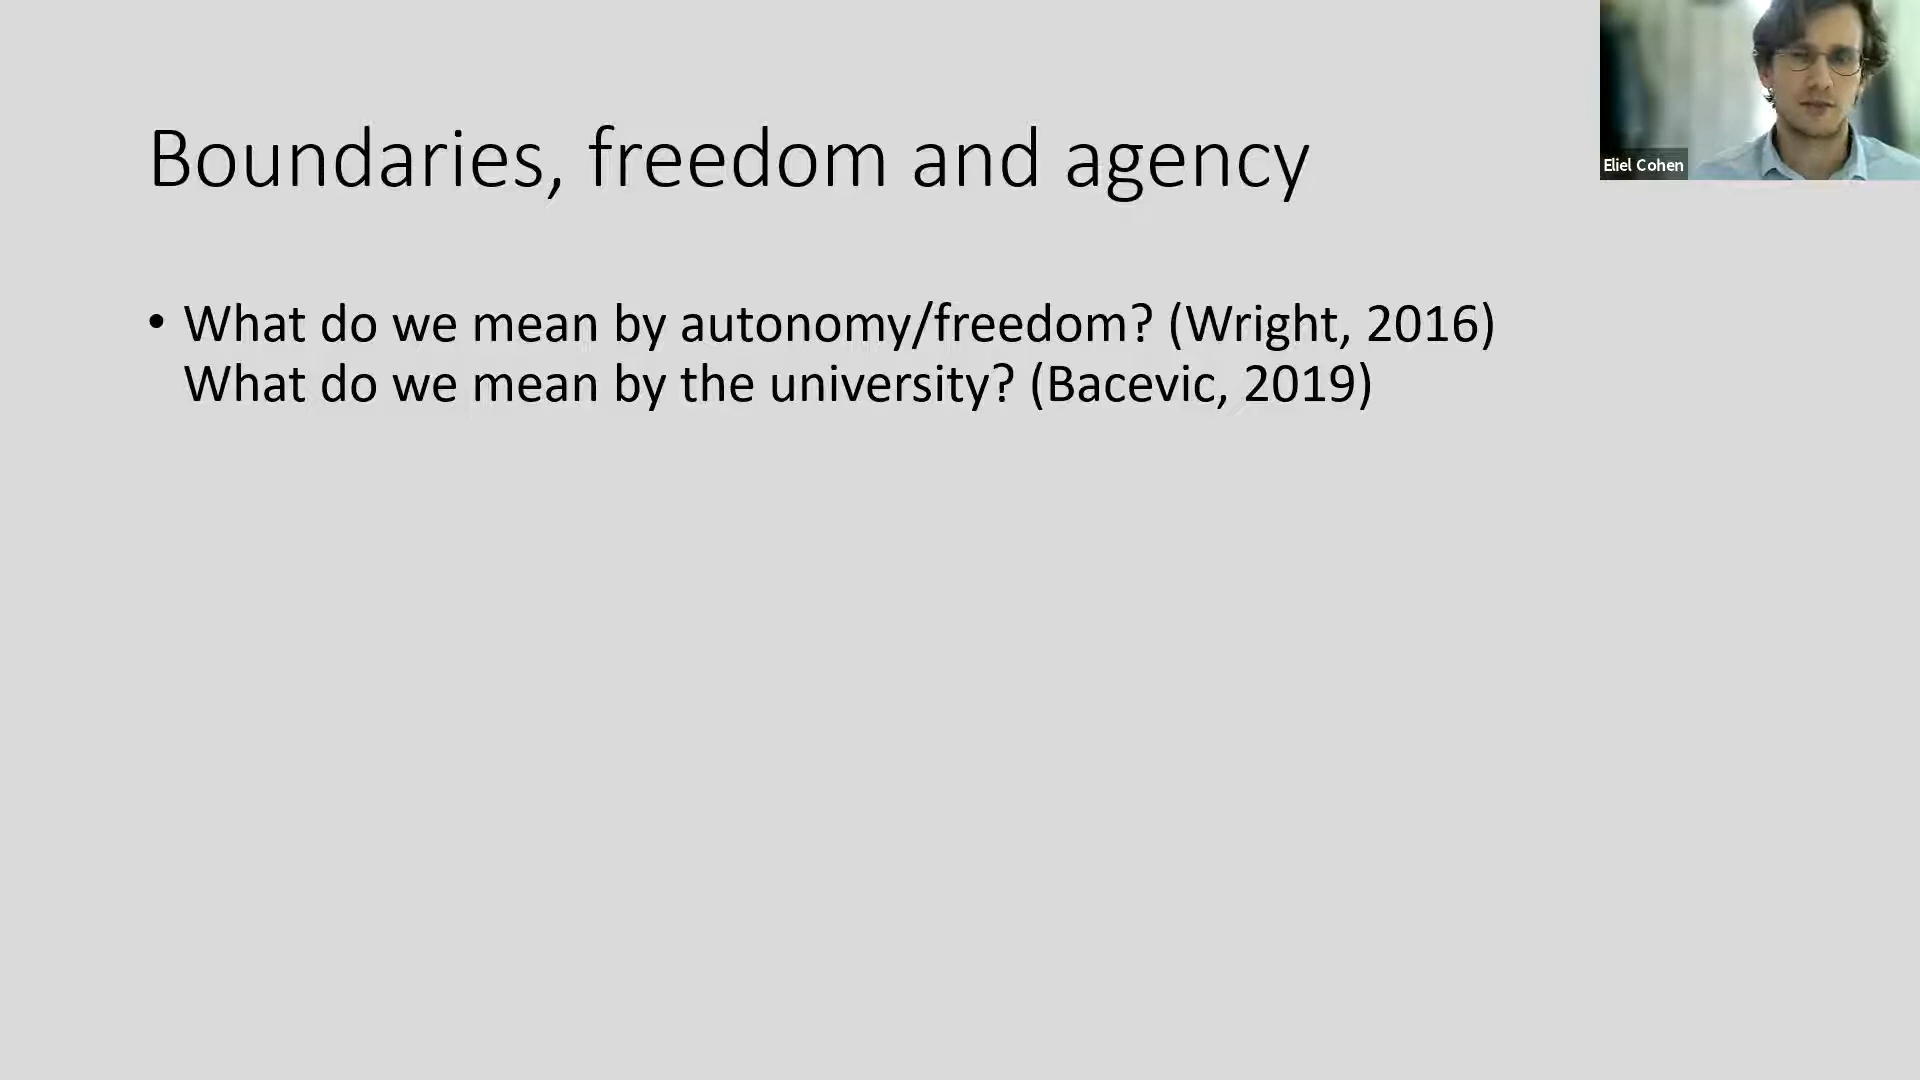 Boundaries, freedom and agency
• What do we mean by autonomy/freedom? (Wright, 2016)
What do we mean by the university? (Bacevic, 2019)
Eliel Cohen